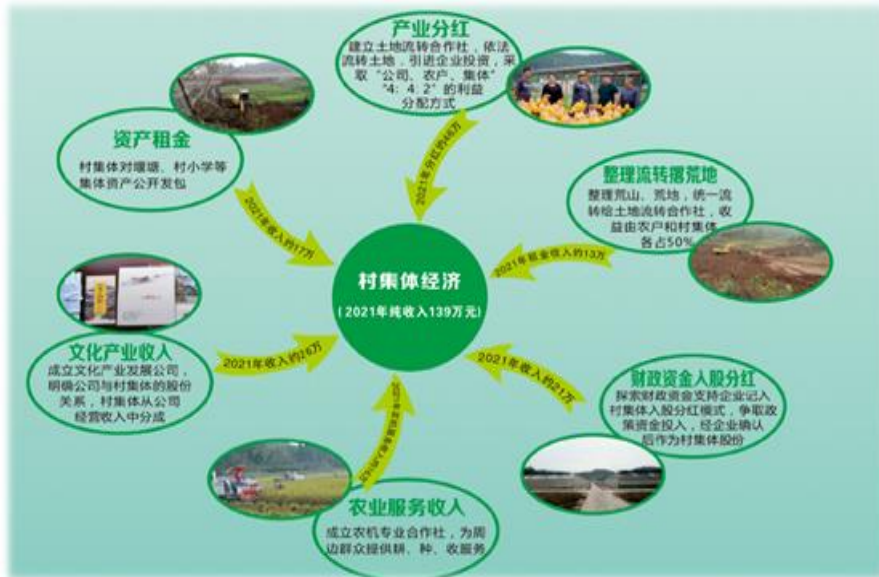 产业分红
建立土地流转合作社，依法
流转土地，引进企业投资，采
取“公司、农户、集体”
“4：4：2”的利益
分配方式
2021年分红约46万
资产租金
村集体对堰塘、村小学等
集体资产公开发包
2021年收入约17万
整理流转撂荒地
整理荒山、荒地，统一流
转给土地流转合作社，收
益由农户和村集体
各占50%
2021年租金收入约13万
村集体经济
(2021年纯收入139万元)
文化产业收入
成立文化产业发展公司，
明确公司与村集体的股份
关系，村集体从公司
经营收入中分成
2021年收入约26万
财政资金入股分红
探索财政资金支持企业记入
村集体入股分红模式，争取政
策资金投入，经企业确认
后作为村集体股份
2021年收入约21万
农业服务收入
成立农机专业合作社，为周
边群众提供耕、种、收服务